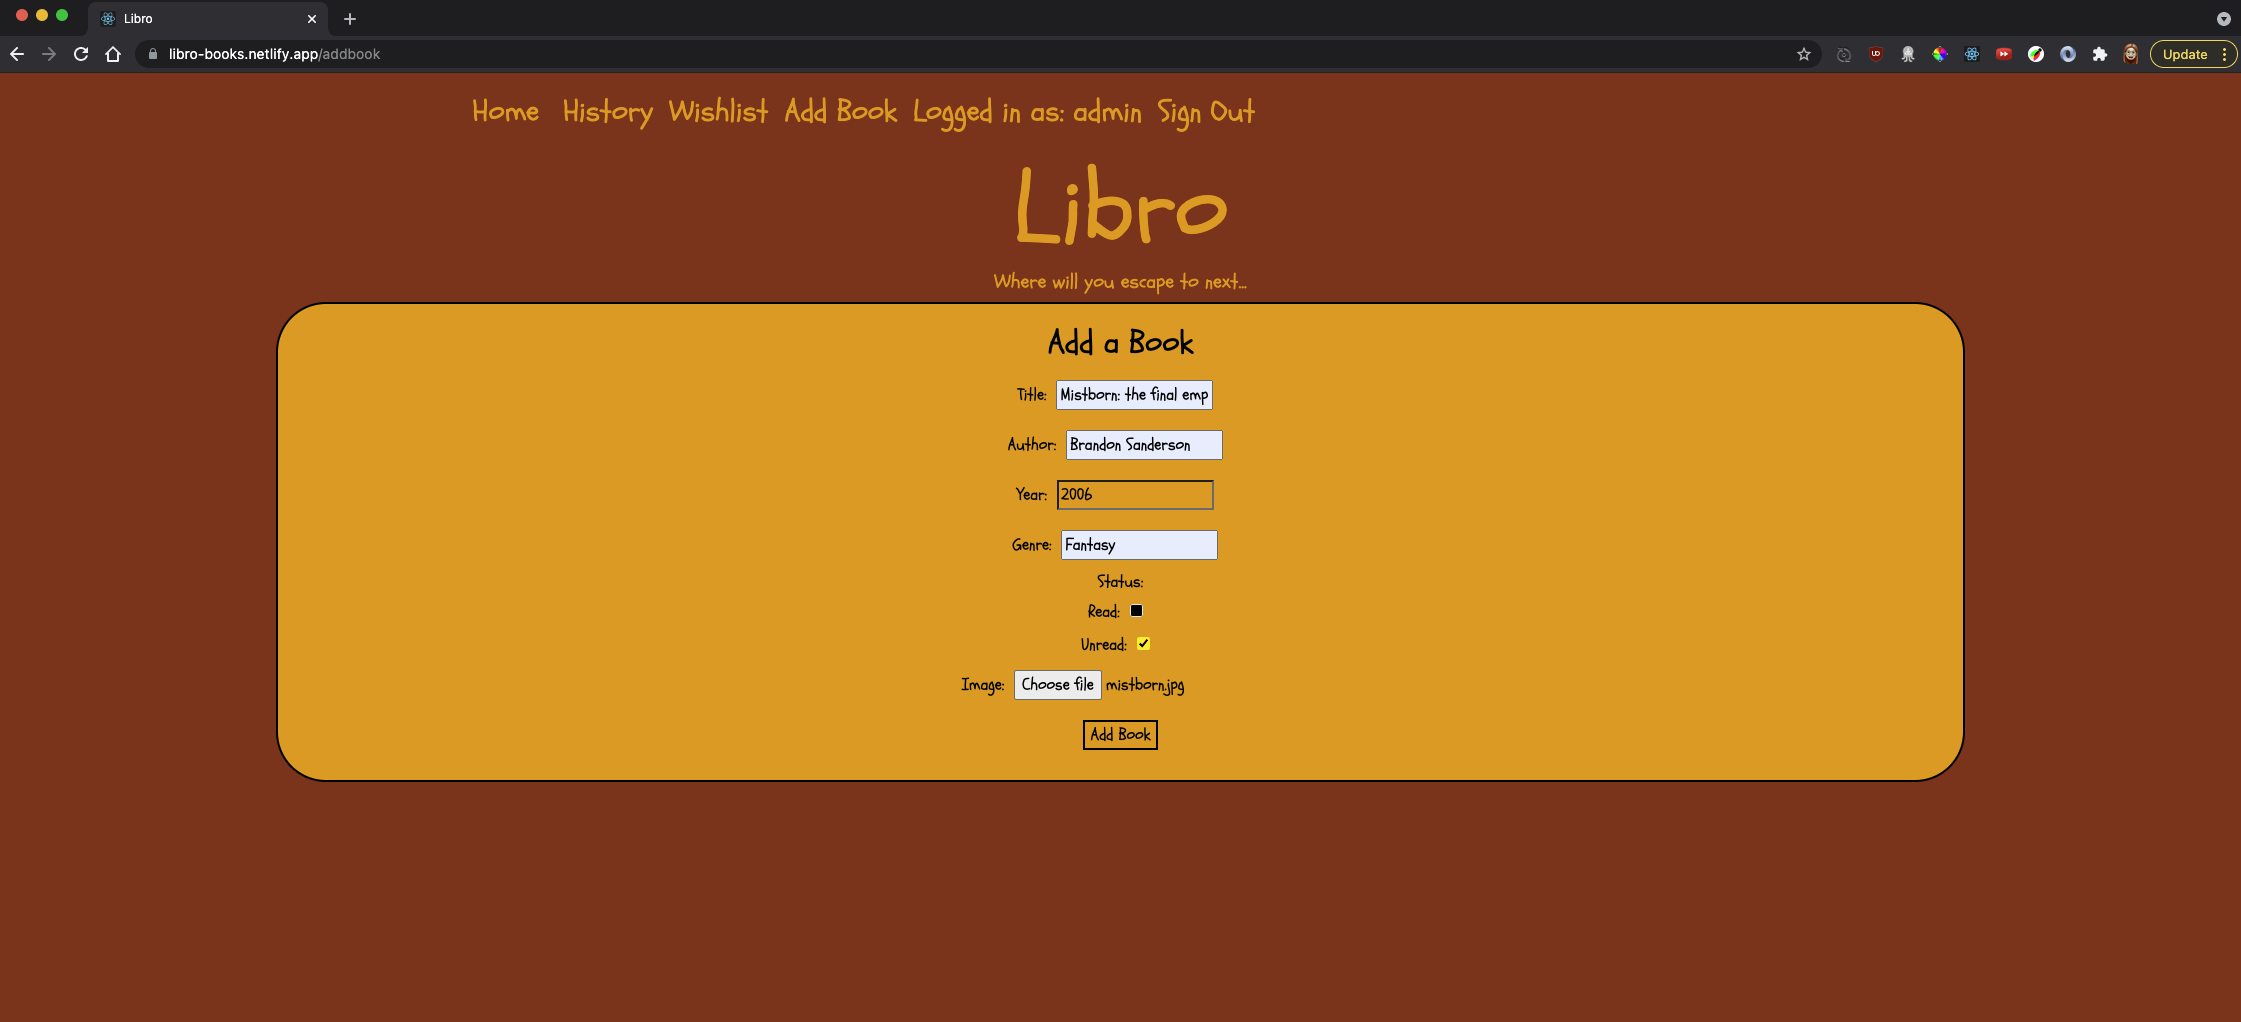 Libro
libro-books.netlify.app/addbook
Update
Home History Wishlist Add Book Logged in as: admin Sign Out
Libro
Where will you escape to next...
Add a Book
Title: Mistborn: the final emp
Author: Brandon Sanderson
Year: 2006
Genre: Fantasy
Status:
Read:
Unread:
Image: Choose file mistborn.jpg
Add Book